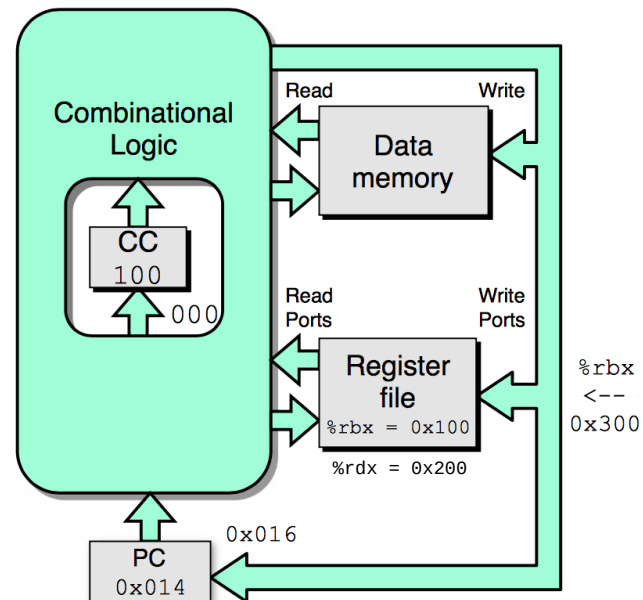 Combinational
Logic
CC
100
000
Read
Write
Data
memory
Read
Ports
Write
Ports
Register
file
%rbx = 0x100
%rdx = 0x200
%rbx
<--
0x300
0x016
PC
0x014